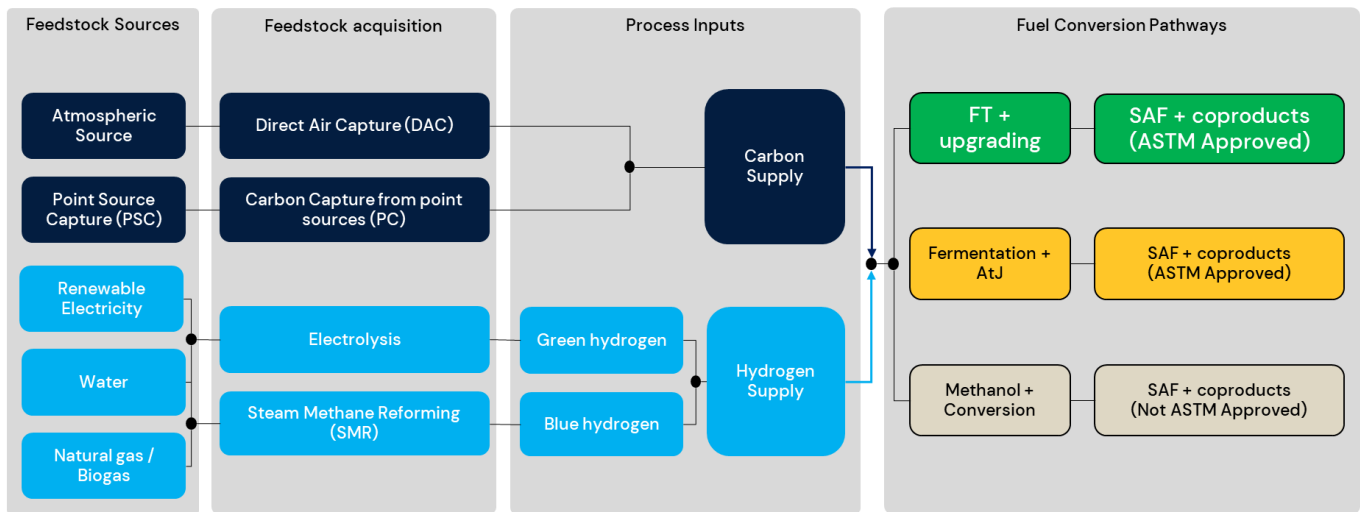 Feedstock Sources
Feedstock acquisition
Process Inputs
Fuel Conversion Pathways
Atmospheric
Source
Direct Air Capture (DAC)
Point Source
Capture (PSC)
Carbon Capture from point
sources (PC)
Carbon
Supply
Renewable
Electricity
Water
Natural gas /
Biogas
Electrolysis
Steam Methane Reforming
(SMR)
Green hydrogen
Blue hydrogen
Hydrogen
Supply
FT +
upgrading
SAF + coproducts
(ASTM Approved)
Fermentation +
AtJ
SAF + coproducts
(ASTM Approved)
Methanol +
Conversion
SAF + coproducts
(Not ASTM Approved)